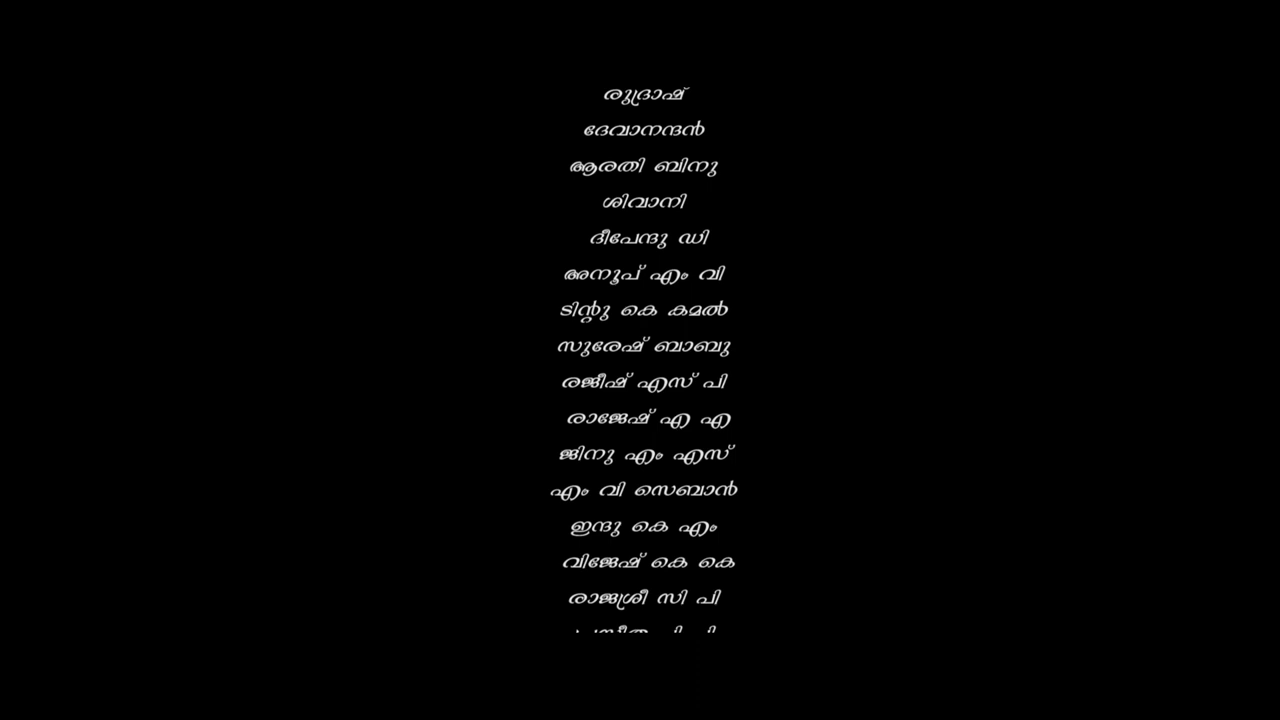 രുദ്രാഷ്
ദേവാനന്ദൻ
ആരതി ബിനു
ശിവാനി
ദീപേന്ദു ഡി
അനൂപ് എം വി
ടിന്റു കെ കമൽ
സുരേഷ് ബാബു
രജീഷ് എസ് പി
രാജേഷ് എ എ
ജിനു എം എസ്
എം വി സെബാൻ
ഇന്ദു കെ എം
വിജേഷ് കെ കെ
രാജശ്രീ സി പി